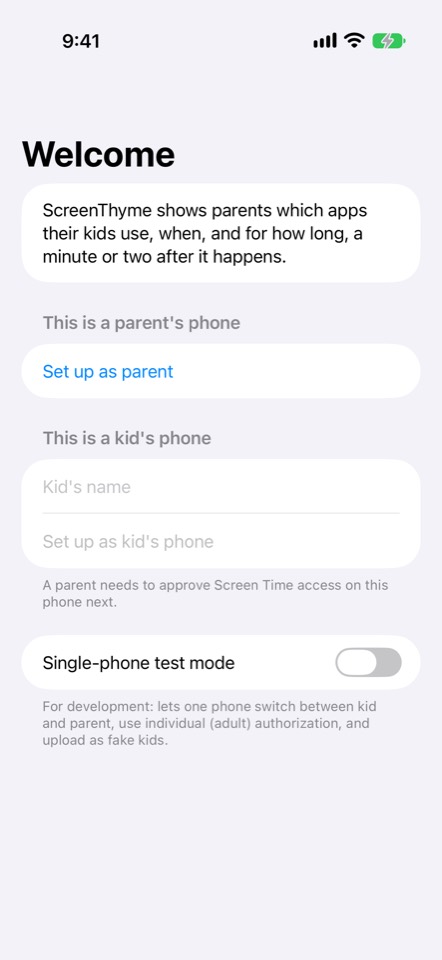 9:41
Welcome
ScreenThyme shows parents which apps
their kids use, when, and for how long, a
minute or two after it happens.
This is a parent's phone
Set up as parent
This is a kid's phone
Kid's name
Set up as kid's phone
A parent needs to approve Screen Time access on this
phone next.
Single-phone test mode
For development: lets one phone switch between kid
and parent, use individual (adult) authorization, and
upload as fake kids.